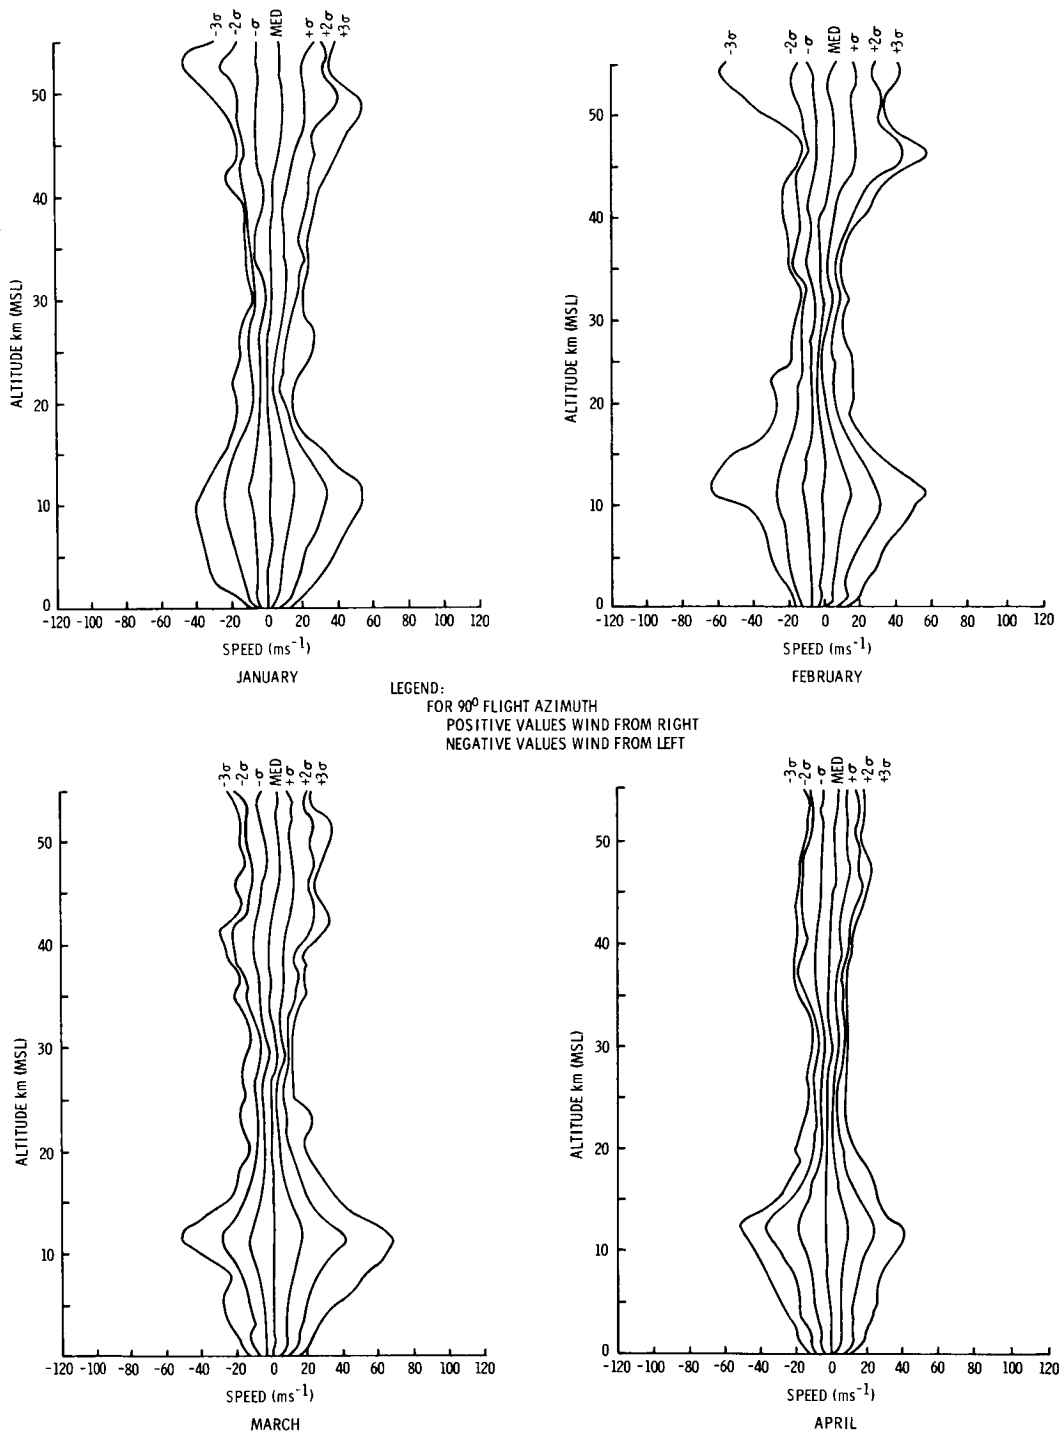 -3σ -2σ -σ MED +σ +2σ +3σ
50
40
30
20
10
0
ALTITUDE km (MSL)
-120 -100 -80 -60 -40 -20 0 20 40 60 80 100 120
SPEED (ms⁻¹)
JANUARY
-3σ -2σ -σ MED +σ +2σ +3σ
50
40
30
20
10
0
ALTITUDE km (MSL)
-120 -100 -80 -60 -40 -20 0 20 40 60 80 100 120
SPEED (ms⁻¹)
FEBRUARY
LEGEND:
FOR 90⁰ FLIGHT AZIMUTH
POSITIVE VALUES WIND FROM RIGHT
NEGATIVE VALUES WIND FROM LEFT
-3σ -2σ -σ MED +σ +2σ +3σ
50
40
30
20
10
ALTITUDE km (MSL)
-120 -100 -80 -60 -40 -20 0 20 40 60 80 100 120
SPEED (ms⁻¹)
MARCH
-3σ -2σ -σ MED +σ +2σ +3σ
50
40
30
20
10
0
ALTITUDE km (MSL)
-120 -100 -80 -60 -40 -20 0 20 40 60 80 100 120
SPEED (ms⁻¹)
APRIL